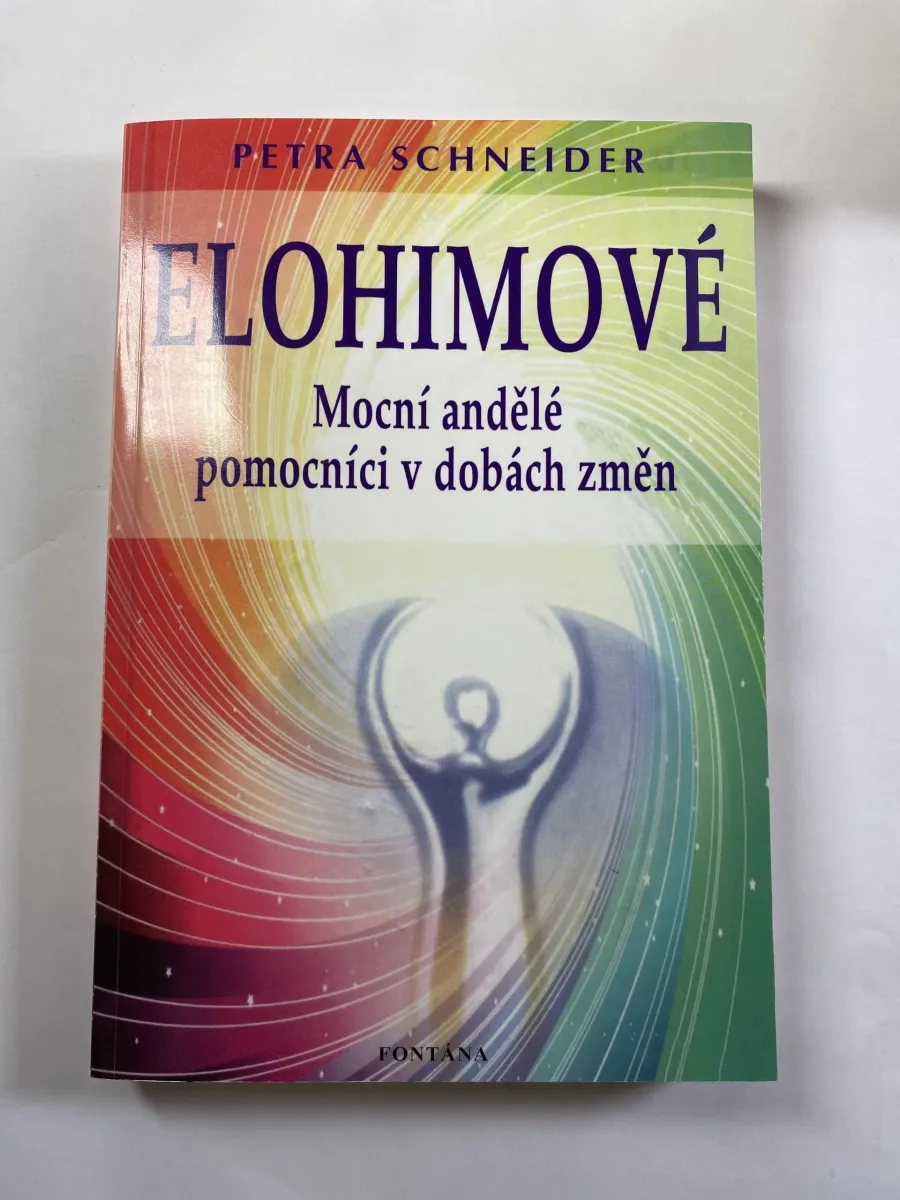 PETRA SCHNEIDER
ELOHIMOVÉ
Mocní andělé
pomocníci v dobách změn
FONTÁNA